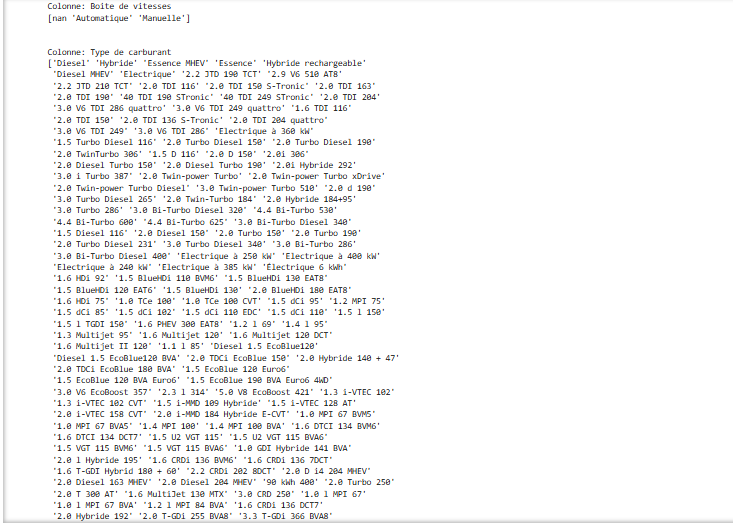 Colonne: Boite de vitesses
[nan 'Automatique' 'Manuelle']
Colonne: Type de carburant
['Diesel' 'Hybride' 'Essence MHEV' 'Essence' 'Hybride rechargeable'
'Diesel MHEV' 'Electrique' '2.2 JTD 190 TCT' '2.9 V6 510 AT8'
'2.2 JTD 210 TCT' '2.0 TDI 116' '2.0 TDI 150 S-Tronic' '2.0 TDI 163'
'2.0 TDI 190' '40 TDI 190 STronic' '40 TDI 249 STronic' '2.0 TDI 204'
'3.0 V6 TDI 286 quattro' '3.0 V6 TDI 249 quattro' '1.6 TDI 116'
'2.0 TDI 150' '2.0 TDI 136 S-Tronic' '2.0 TDI 204 quattro'
'3.0 V6 TDI 249' '3.0 V6 TDI 286' 'Electrique à 360 kW'
'1.5 Turbo Diesel 116' '2.0 Turbo Diesel 150' '2.0 Turbo Diesel 190'
'2.0 TwinTurbo 306' '1.5 D 116' '2.0 D 150' '2.0i 306'
'2.0 Diesel Turbo 150' '2.0 Diesel Turbo 190' '2.0i Hybride 292'
'3.0 i Turbo 387' '2.0 Twin-power Turbo' '2.0 Twin-power Turbo xDrive'
'2.0 Twin-power Turbo Diesel' '3.0 Twin-power Turbo 510' '2.0 d 190'
'3.0 Turbo Diesel 265' '2.0 Twin-Turbo 184' '2.0 Hybride 184+95'
'3.0 Turbo 286' '3.0 Bi-Turbo Diesel 320' '4.4 Bi-Turbo 530'
'4.4 Bi-Turbo 600' '4.4 Bi-Turbo 625' '3.0 Bi-Turbo Diesel 340'
'1.5 Diesel 116' '2.0 Diesel 150' '2.0 Turbo 150' '2.0 Turbo 190'
'2.0 Turbo Diesel 231' '3.0 Turbo Diesel 340' '3.0 Bi-Turbo 286'
'3.0 Bi-Turbo Diesel 400' 'Electrique à 250 kW' 'Electrique à 400 kW'
'Electrique à 240 kW' 'Electrique à 385 kW' 'Électrique 6 kWh'
'1.6 HDi 92' '1.5 BlueHDi 110 BVM6' '1.5 BlueHDi 130 EAT8'
'1.5 BlueHDi 120 EAT6' '1.5 BlueHDi 130' '2.0 BlueHDi 180 EAT8'
'1.6 HDi 75' '1.0 TCe 100' '1.0 TCe 100 CVT' '1.5 dCi 95' '1.2 MPI 75'
'1.5 dCi 85' '1.5 dCi 102' '1.5 dCi 110 EDC' '1.5 dCi 110' '1.5 l 150'
'1.5 l TGDI 150' '1.6 PHEV 300 EAT8' '1.2 l 69' '1.4 l 95'
'1.3 Multijet 95' '1.6 Multijet 120' '1.6 Multijet 120 DCT'
'1.6 Multijet II 120' '1.1 l 85' 'Diesel 1.5 EcoBlue120'
'Diesel 1.5 EcoBlue120 BVA' '2.0 TDCi EcoBlue 150' '2.0 Hybride 140 + 47'
'2.0 TDCi EcoBlue 180 BVA' '1.5 EcoBlue 120 Euro6'
'1.5 EcoBlue 120 BVA Euro6' '1.5 EcoBlue 190 BVA Euro6 4WD'
'3.0 V6 EcoBoost 357' '2.3 l 314' '5.0 V8 EcoBoost 421' '1.3 i-VTEC 102'
'1.3 i-VTEC 102 CVT' '1.5 i-MMD 109 Hybride' '1.5 i-VTEC 128 AT'
'2.0 i-VTEC 158 CVT' '2.0 i-MMD 184 Hybride E-CVT' '1.0 MPI 67 BVM5'
'1.0 MPI 67 BVA5' '1.4 MPI 100' '1.4 MPI 100 BVA' '1.6 DTCI 134 BVM6'
'1.6 DTCI 134 DCT7' '1.5 U2 VGT 115' '1.5 U2 VGT 115 BVA6'
'1.5 VGT 115 BVM6' '1.5 VGT 115 BVA6' '1.0 GDI Hybride 141 BVA'
'2.0 l Hybride 195' '1.6 CRDi 136 BVM6' '1.6 CRDi 136 7DCT'
'1.6 T-GDI Hybrid 180 + 60' '2.2 CRDi 202 8DCT' '2.0 D i4 204 MHEV'
'2.0 Diesel 163 MHEV' '2.0 Diesel 204 MHEV' '90 kWh 400' '2.0 Turbo 250'
'2.0 T 300 AT' '1.6 MultiJet 130 MTX' '3.0 CRD 250' '1.0 l MPI 67'
'1.0 l MPI 67 BVA' '1.2 l MPI 84 BVA' '1.6 CRDi 136 DCT7'
'2.0 Hybride 192' '2.0 T-GDi 255 BVA8' '3.3 T-GDi 366 BVA8'